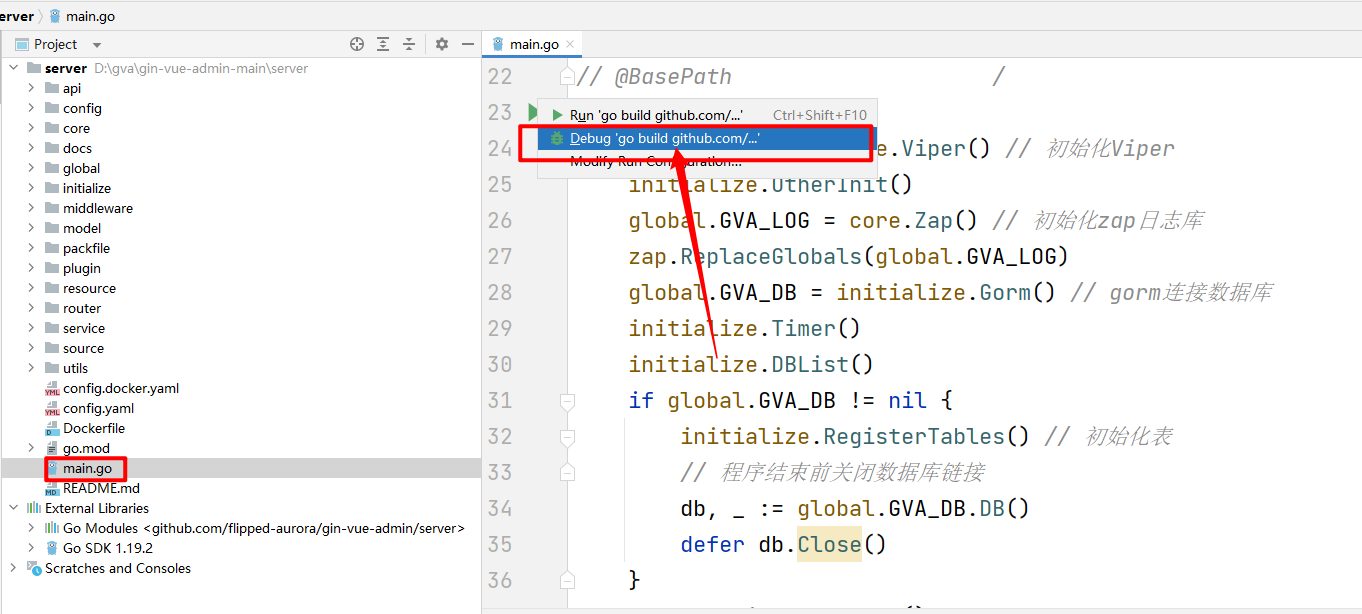 erver main.go
Project
server D:\gva\gin-vue-admin-main\server
api
config
core
docs
global
initialize
middleware
model
packfile
plugin
resource
router
service
source
utils
config.docker.yaml
config.yaml
Dockerfile
go.mod
main.go
README.md
External Libraries
Go Modules <github.com/flipped-aurora/gin-vue-admin/server>
Go SDK 1.19.2
Scratches and Consoles
main.go
22 // @BasePath /
23
Run 'go build github.com/...' Ctrl+Shift+F10
Debug 'go build github.com/...'
Modify Run Configuration...
24 e.Viper() // 初始化Viper
25 initialize.OtherInit()
26 global.GVA_LOG = core.Zap() // 初始化zap日志库
27 zap.ReplaceGlobals(global.GVA_LOG)
28 global.GVA_DB = initialize.Gorm() // gorm连接数据库
29 initialize.Timer()
30 initialize.DBList()
31 if global.GVA_DB != nil {
32 initialize.RegisterTables() // 初始化表
33 // 程序结束前关闭数据库链接
34 db, _ := global.GVA_DB.DB()
35 defer db.Close()
36 }